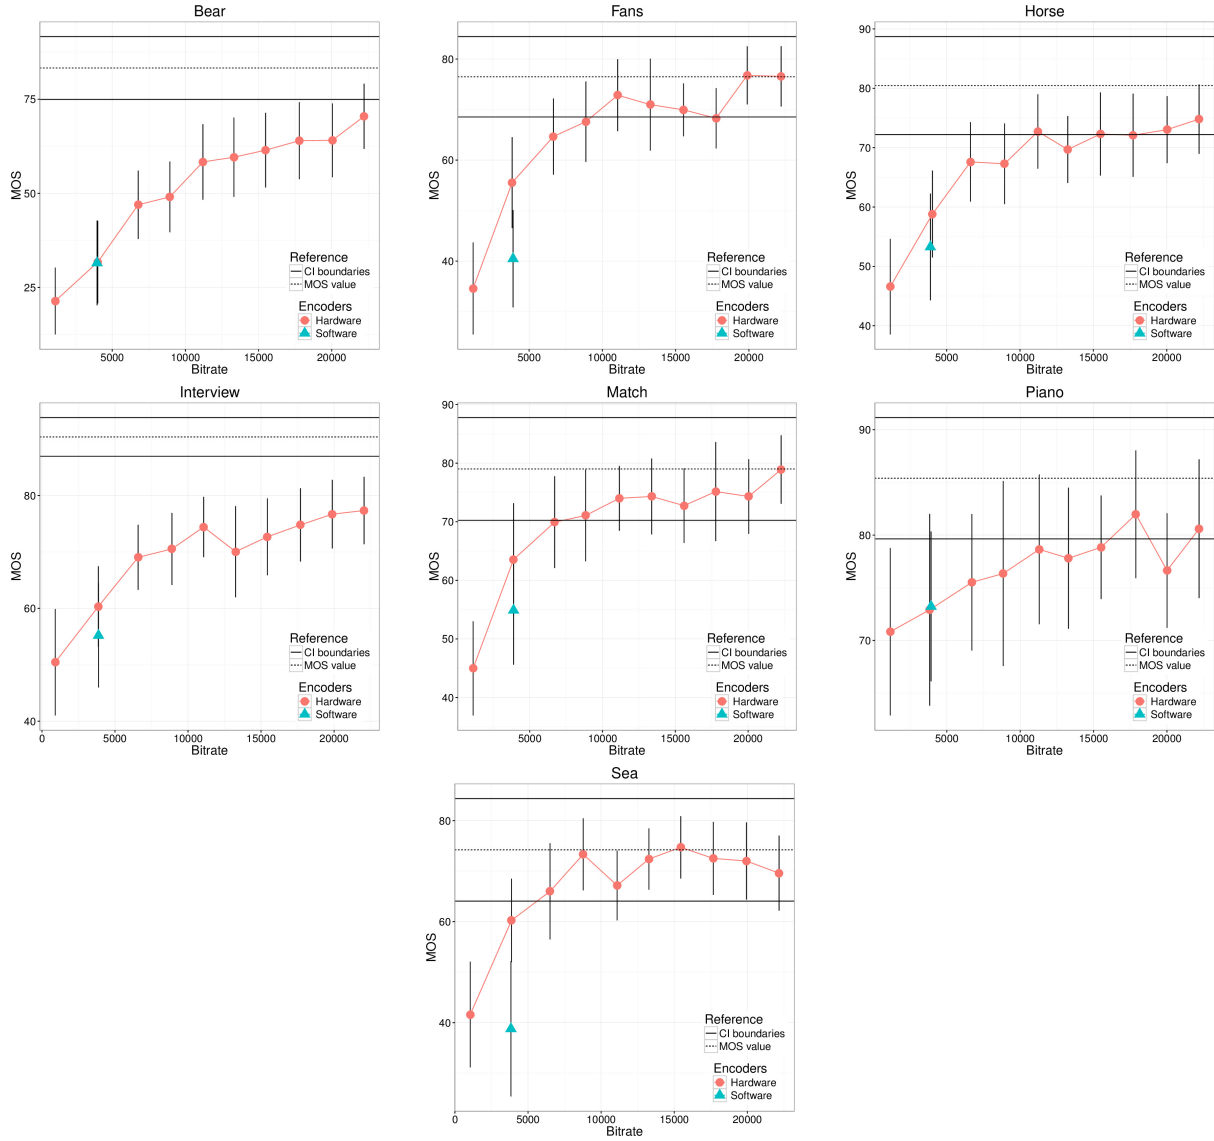 Bear
MOS
75
50
25
5000 10000 15000 20000
Bitrate
Reference
CI boundaries
MOS value
Encoders
Hardware
Software
Fans
MOS
80
60
40
5000 10000 15000 20000
Bitrate
Reference
CI boundaries
MOS value
Encoders
Hardware
Software
Horse
MOS
90
80
70
60
50
40
5000 10000 15000 20000
Bitrate
Reference
CI boundaries
MOS value
Encoders
Hardware
Software
Interview
MOS
80
60
40
0 5000 10000 15000 20000
Bitrate
Reference
CI boundaries
MOS value
Encoders
Hardware
Software
Match
MOS
90
80
70
60
50
40
5000 10000 15000 20000
Bitrate
Reference
CI boundaries
MOS value
Encoders
Hardware
Software
Piano
MOS
90
80
70
5000 10000 15000 20000
Bitrate
Reference
CI boundaries
MOS value
Encoders
Hardware
Software
Sea
MOS
80
60
40
0 5000 10000 15000 20000
Bitrate
Reference
CI boundaries
MOS value
Encoders
Hardware
Software